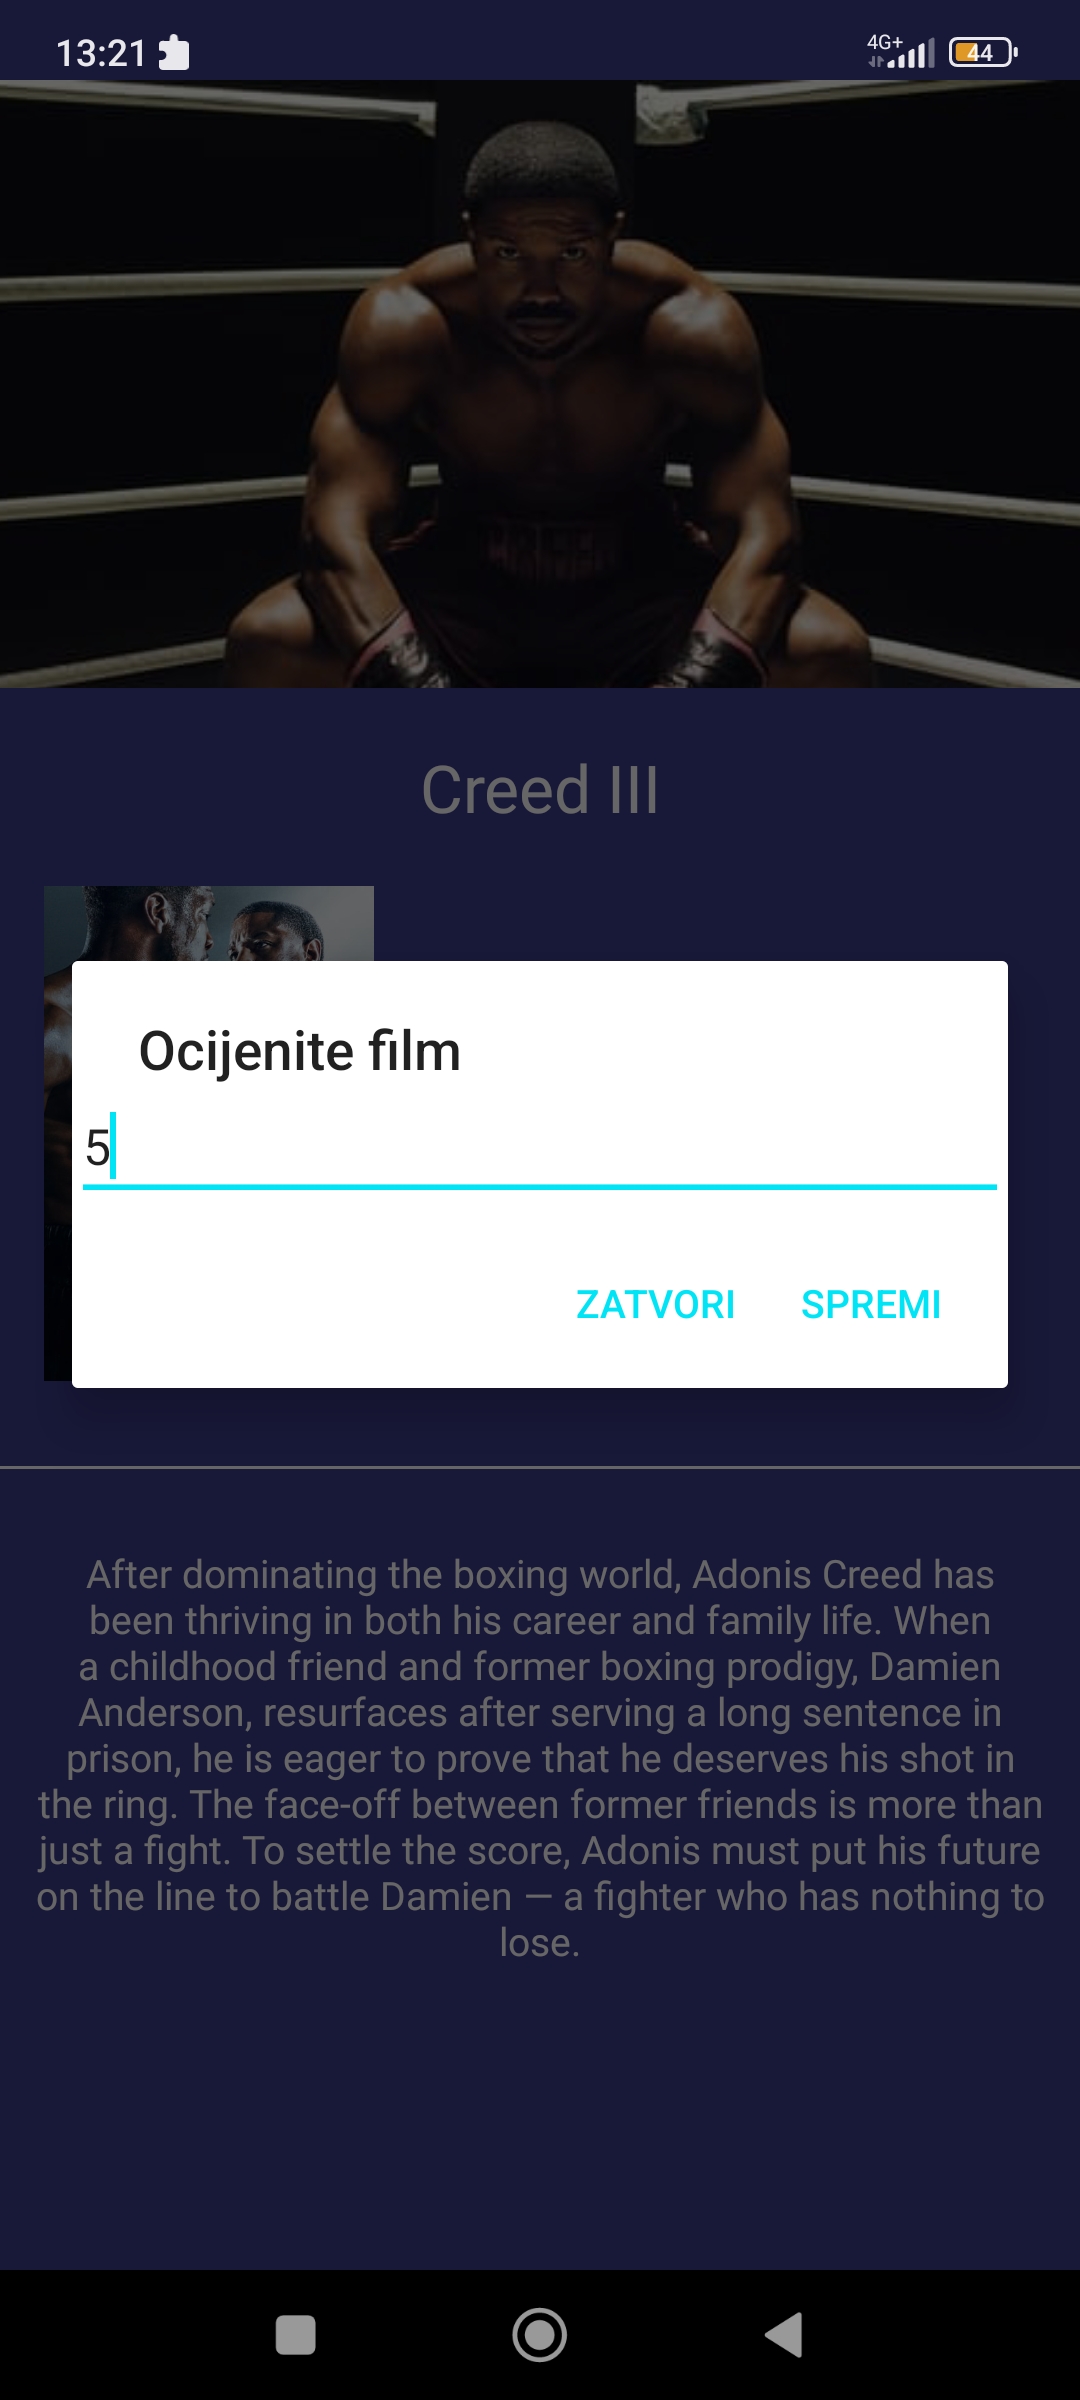 13:21
4G+
44
Creed III
Ocijenite film
5
ZATVORI SPREMI
After dominating the boxing world, Adonis Creed has
been thriving in both his career and family life. When
a childhood friend and former boxing prodigy, Damien
Anderson, resurfaces after serving a long sentence in
prison, he is eager to prove that he deserves his shot in
the ring. The face-off between former friends is more than
just a fight. To settle the score, Adonis must put his future
on the line to battle Damien — a fighter who has nothing to
lose.